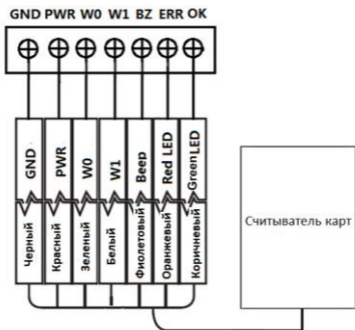 GND PWR W0 W1 BZ ERR OK
GND
PWR
W0
W1
Beep
Red LED
Green LED
Черный
Красный
Зеленый
Белый
Фиолетовый
Оранжевый
Коричневый
Считыватель карт